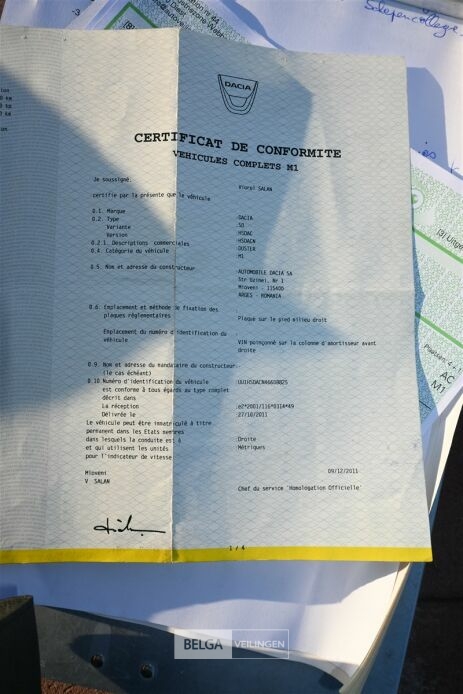 DACIA
CERTIFICAT DE CONFORMITE
VEHICULES COMPLETS M1
Je soussigné, Viorel SALAN
certifie par la présente que le véhicule
0.1. Marque DACIA
0.2. Type SD
Variante HSDAC
Version HSDACN
0.2.1. Descriptions commerciales DUSTER
0.4. Catégorie du véhicule M1
0.5. Nom et adresse du constructeur
AUTOMOBILE DACIA SA
Str Uzinei, Nr 1
Mioveni - 115400
ARGES - ROMANIA
0.6. Emplacement et méthode de fixation des
plaques réglementaires Plaqué sur le pied milieu droit
Emplacement du numéro d'identification du
véhicule VIN poinçonné sur la colonne d'amortisseur avant
droite
0.9. Nom et adresse du mandataire du constructeur
(le cas échéant)
0.10. Numéro d'identification du véhicule
est conforme à tous égards au type complet
décrit dans
La réception e2*2001/116*0314*49
Délivrée le 27/10/2011
Le véhicule peut être immatriculé à titre
permanent dans les Etats membres
dans lesquels la conduite est à Droite
et qui utilisent les unités Métriques
pour l'indicateur de vitesse
Mioveni 09/12/2011
V SALAN
Chef du service 'Homologation Officielle'
1 / 4
BELGA VEILINGEN